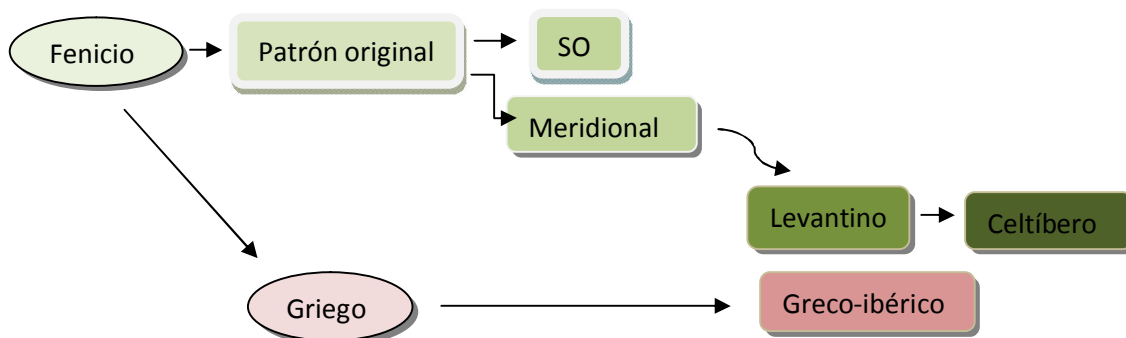 Fenicio
Patrón original
SO
Meridional
Levantino
Celtíbero
Griego
Greco-ibérico